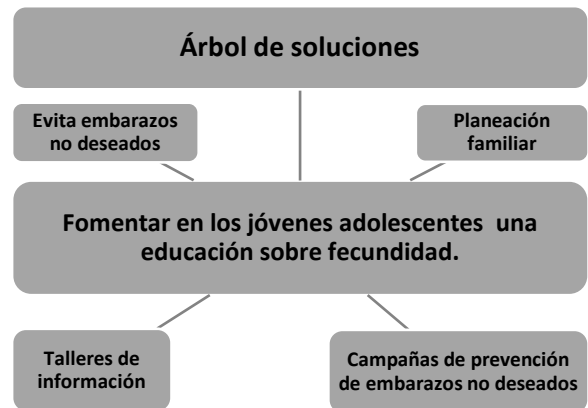 Árbol de soluciones
Evita embarazos
no deseados
Planeación
familiar
Fomentar en los jóvenes adolescentes una
educación sobre fecundidad.
Talleres de
información
Campañas de prevención
de embarazos no deseados